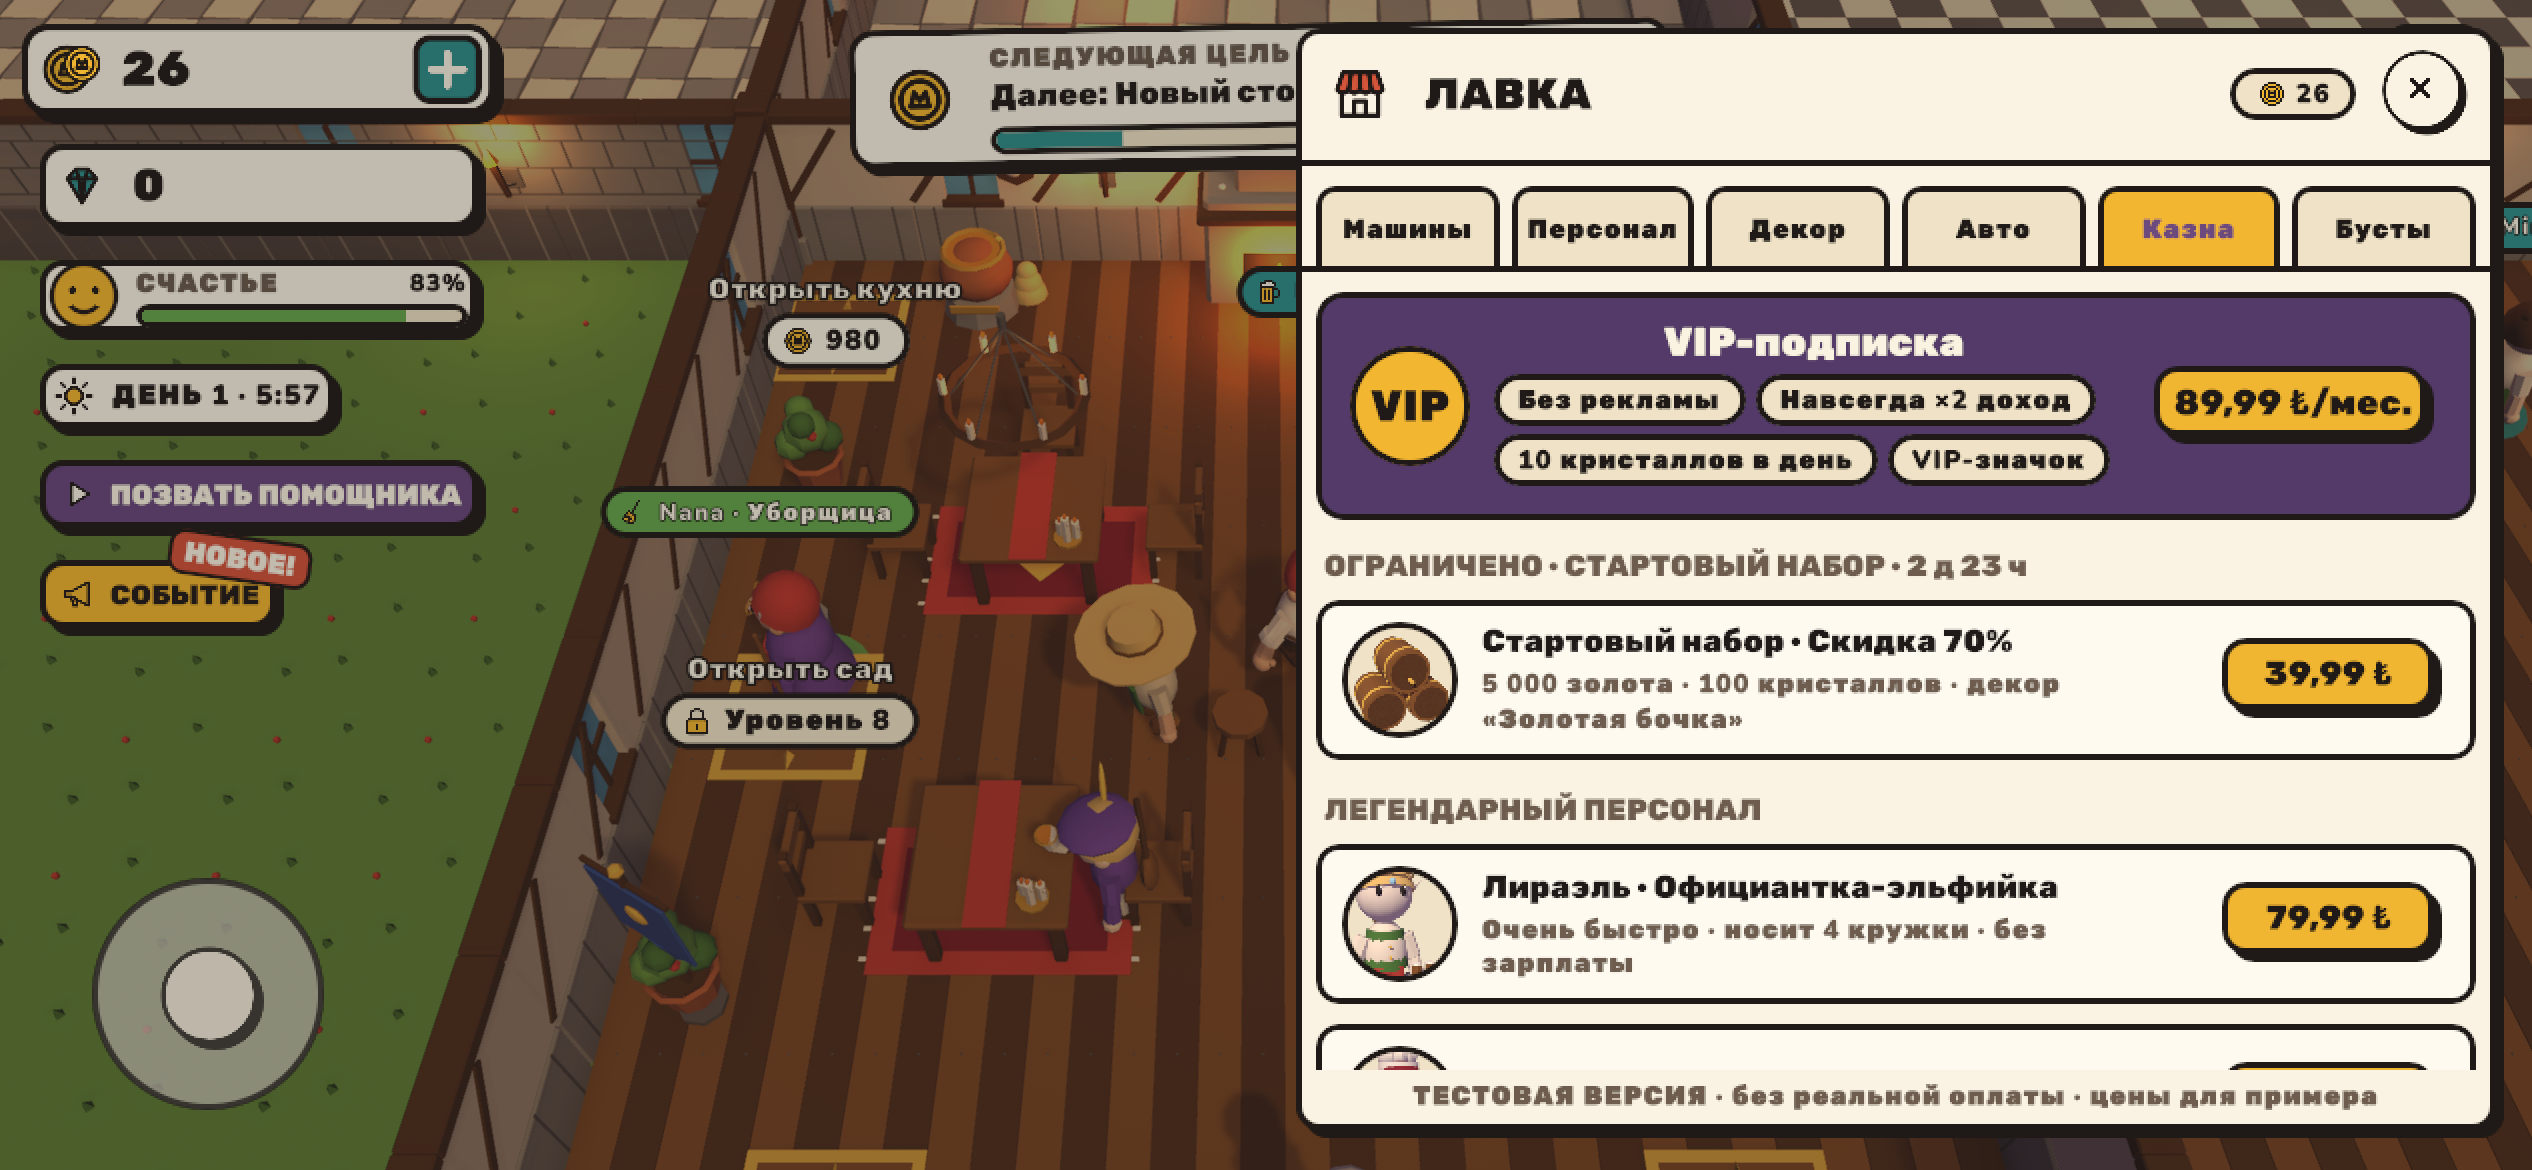 26
0
СЧАСТЬЕ 83%
ДЕНЬ 1 · 5:57
ПОЗВАТЬ ПОМОЩНИКА
НОВОЕ!
СОБЫТИЕ
СЛЕДУЮЩАЯ ЦЕЛЬ
Далее: Новый сто
Открыть кухню
980
Nana · Уборщица
Открыть сад
Уровень 8
ЛАВКА
26
Машины
Персонал
Декор
Авто
Казна
Бусты
VIP
VIP-подписка
Без рекламы
Навсегда ×2 доход
10 кристаллов в день
VIP-значок
89,99 ₺/мес.
ОГРАНИЧЕНО · СТАРТОВЫЙ НАБОР · 2 д 23 ч
Стартовый набор · Скидка 70%
5 000 золота · 100 кристаллов · декор
«Золотая бочка»
39,99 ₺
ЛЕГЕНДАРНЫЙ ПЕРСОНАЛ
Лираэль · Официантка-эльфийка
Очень быстро · носит 4 кружки · без
зарплаты
79,99 ₺
ТЕСТОВАЯ ВЕРСИЯ · без реальной оплаты · цены для примера